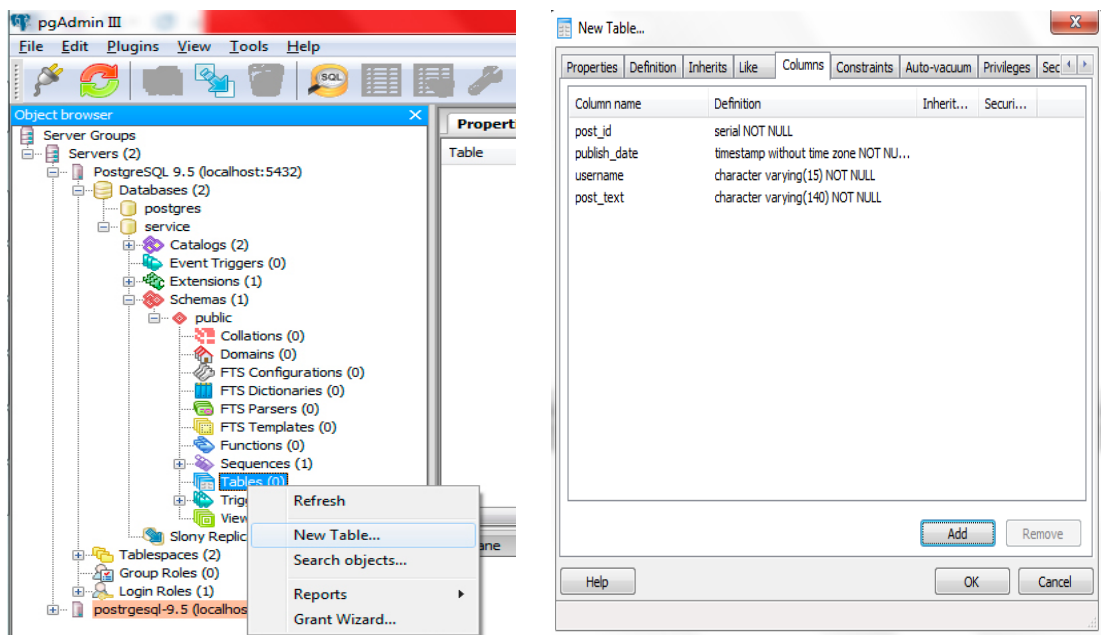 pgAdmin III
File Edit Plugins View Tools Help
SQL
Object browser
Server Groups
Servers (2)
PostgreSQL 9.5 (localhost:5432)
Databases (2)
postgres
service
Catalogs (2)
Event Triggers (0)
Extensions (1)
Schemas (1)
public
Collations (0)
Domains (0)
FTS Configurations (0)
FTS Dictionaries (0)
FTS Parsers (0)
FTS Templates (0)
Functions (0)
Sequences (1)
Tables (0)
Trig
View
Slony Replic
Tablespaces (2)
Group Roles (0)
Login Roles (1)
postrgesql-9.5 (localhos
Propert
Table
ane
Refresh
New Table...
Search objects...
Reports
Grant Wizard...
New Table...
Properties Definition Inherits Like Columns Constraints Auto-vacuum Privileges Sec
Column name Definition Inherit... Securi...
post_id serial NOT NULL
publish_date timestamp without time zone NOT NU...
username character varying(15) NOT NULL
post_text character varying(140) NOT NULL
Add Remove
Help OK Cancel